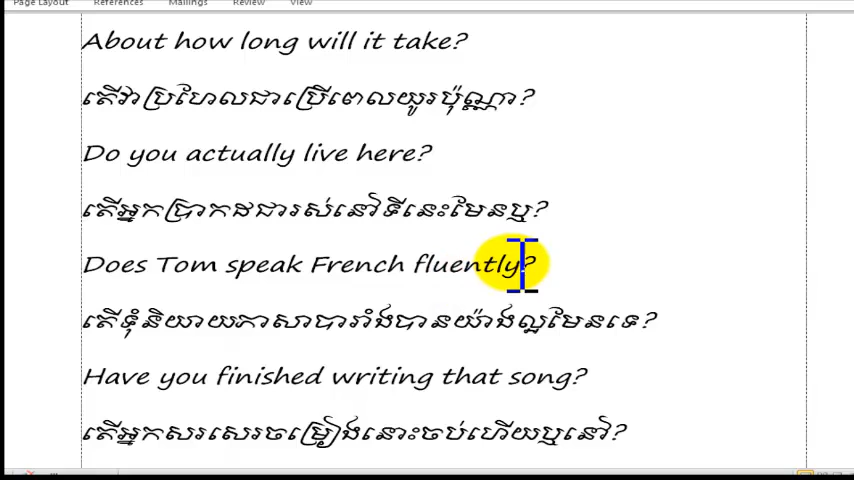 Page Layout References Mailings Review View
About how long will it take?
តើវាប្រហែលជាប្រើពេលយូរប៉ុណ្ណា?
Do you actually live here?
តើអ្នកប្រាកដជារស់នៅទីនេះមែនឬ?
Does Tom speak French fluently?
តើទុំនិយាយភាសាបារាំងបានយ៉ាងល្អមែនទេ?
Have you finished writing that song?
តើអ្នកសរសេរចម្រៀងនោះចប់ហើយឬនៅ?